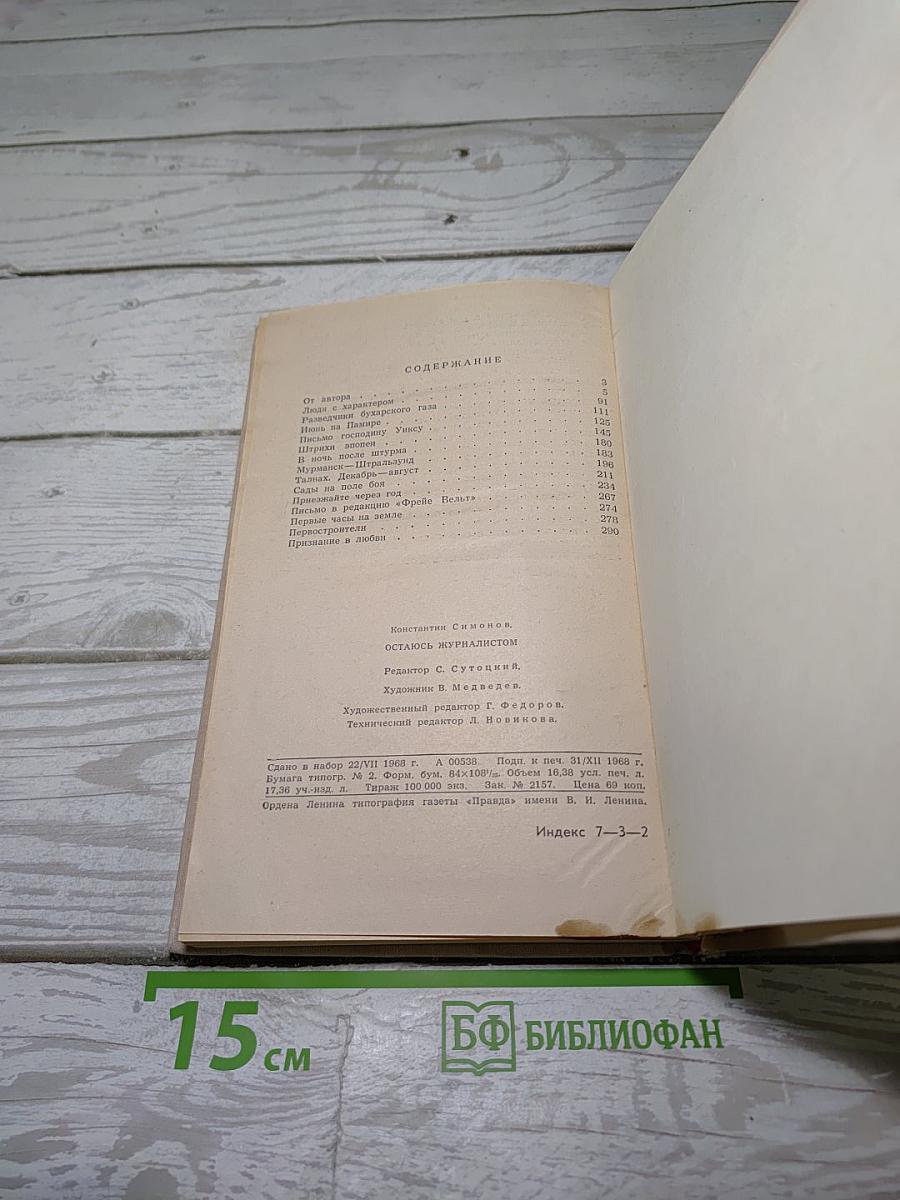 СОДЕРЖАНИЕ
От автора . . . 3
Люди с характером . . . 5
Разведчики бухарского газа . . . 91
Июнь на Памире . . . 111
Письмо господину Уиксу . . . 125
Штрихи эпопеи . . . 145
В ночь после штурма . . . 180
Мурманск—Штральзунд . . . 183
Талнах. Декабрь—август . . . 196
Сады на поле боя . . . 211
Приезжайте через год . . . 234
Письмо в редакцию «Фрейе Вельт» . . . 267
Первые часы на земле . . . 274
Первостроители . . . 278
Признание в любви . . . 290
Константин Симонов.
ОСТАЮСЬ ЖУРНАЛИСТОМ
Редактор С. Сутоцкий.
Художник В. Медведев.
Художественный редактор Г. Федоров.
Технический редактор Л. Новикова.
Сдано в набор 22/VII 1968 г. А 00538. Подп. к печ. 31/XII 1968 г.
Бумага типогр. № 2. Форм. бум. 84×108¹/₃₂. Объем 16,38 усл. печ. л.
17,36 уч.-изд. л. Тираж 100 000 экз. Зак. № 2157. Цена 69 коп.
Ордена Ленина типография газеты «Правда» имени В. И. Ленина.
Индекс 7—3—2
15 см
БФ БИБЛИОФАН